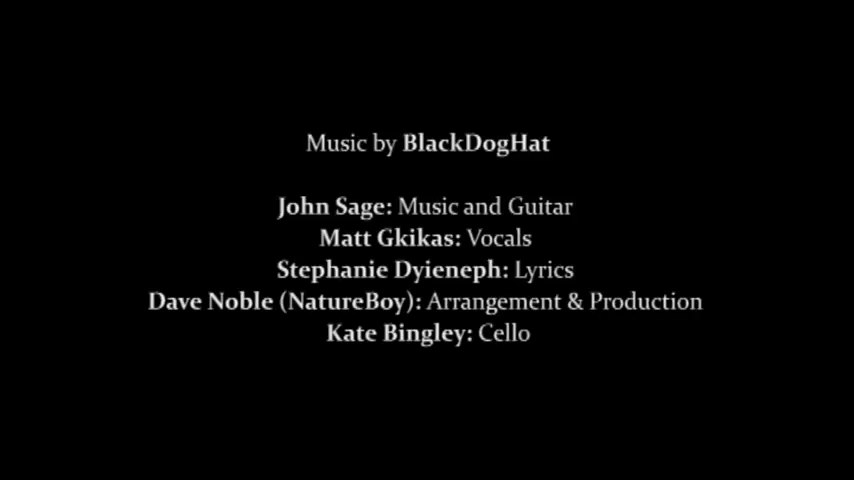 Music by BlackDogHat
John Sage: Music and Guitar
Matt Gkikas: Vocals
Stephanie Dyieneph: Lyrics
Dave Noble (NatureBoy): Arrangement & Production
Kate Bingley: Cello